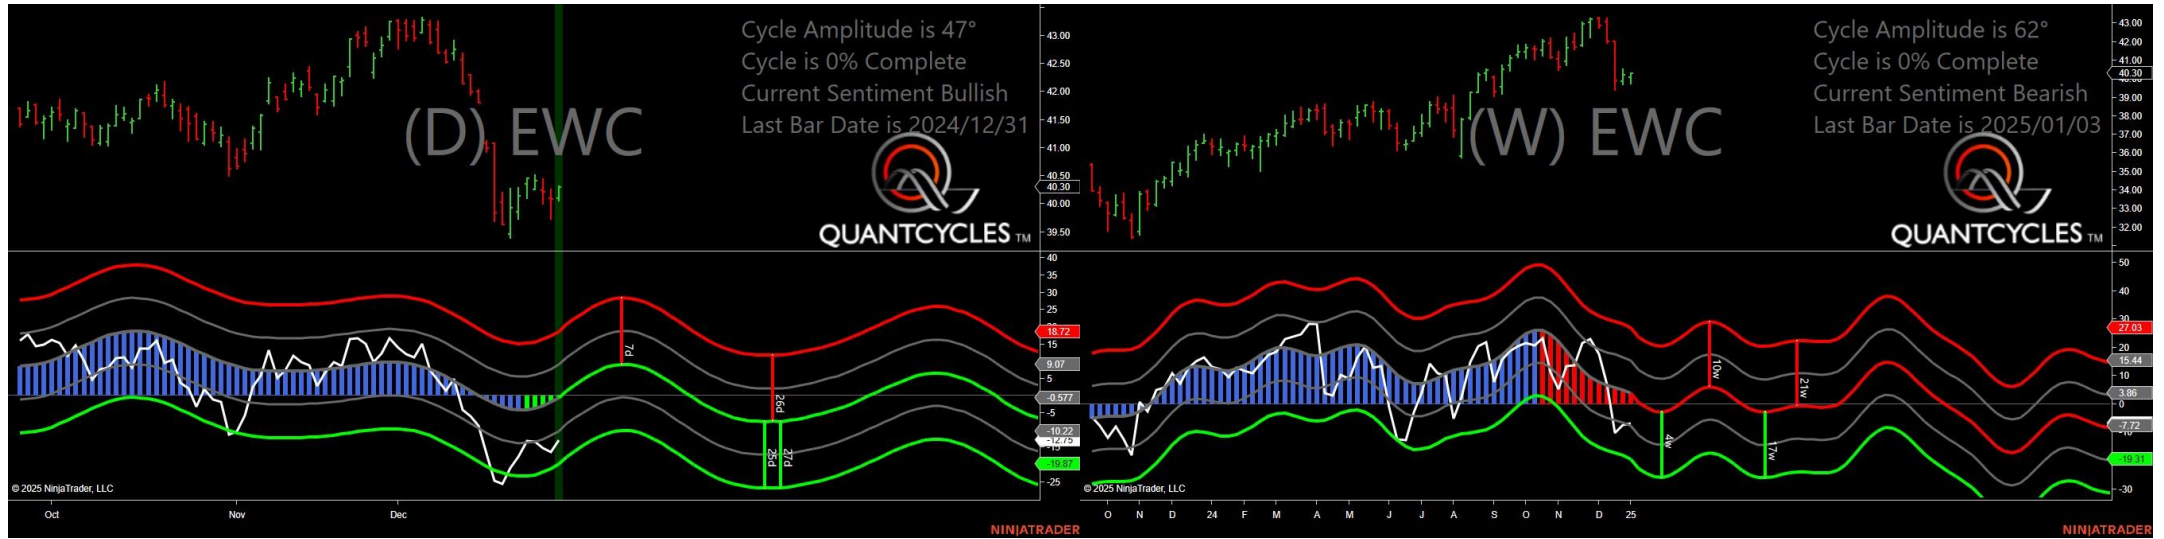 Cycle Amplitude is 47°
Cycle is 0% Complete
Current Sentiment Bullish
Last Bar Date is 2024/12/31
(D) EWC
QUANTCYCLES TM
43.00
42.50
42.00
41.50
41.00
40.50
40.30
40.00
39.50
40
35
30
25
18.72
15
9.07
5
-0.577
-5
-10.22
-12.75
-15
-19.87
-25
7d
26d
25d
27d
© 2025 NinjaTrader, LLC
Oct Nov Dec
NINJATRADER
Cycle Amplitude is 62°
Cycle is 0% Complete
Current Sentiment Bearish
Last Bar Date is 2025/01/03
(W) EWC
QUANTCYCLES TM
43.00
42.00
41.00
40.30
39.00
38.00
37.00
36.00
35.00
34.00
33.00
32.00
50
40
27.03
20
15.44
10
3.86
0
-7.72
-19.31
-30
10w
21w
4w
17w
© 2025 NinjaTrader, LLC
O N D 24 F M A M J J A S O N D 25
NINJATRADER